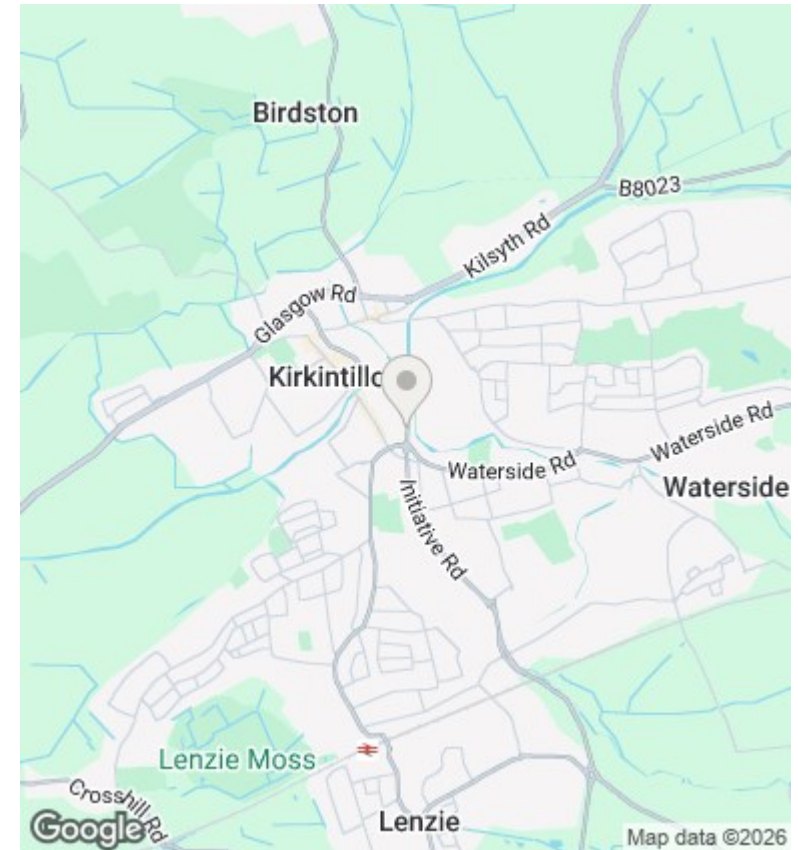 Birdston
B8023
Kilsyth Rd
Glasgow Rd
Kirkintillo
Waterside Rd
Waterside Rd
Waterside
Initiative Rd
Lenzie Moss
Crosshill Rd
Lenzie
Google
Map data ©2026